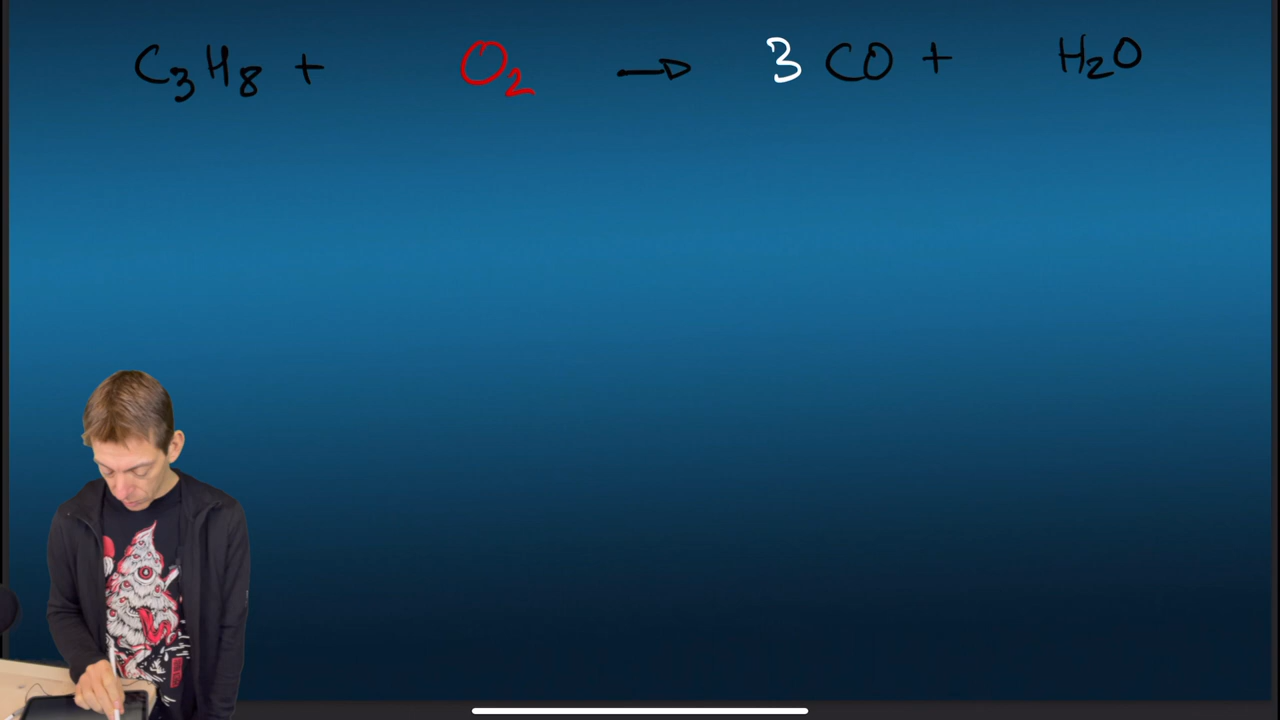 C₃H₈ + O₂ → 3 CO + H₂O